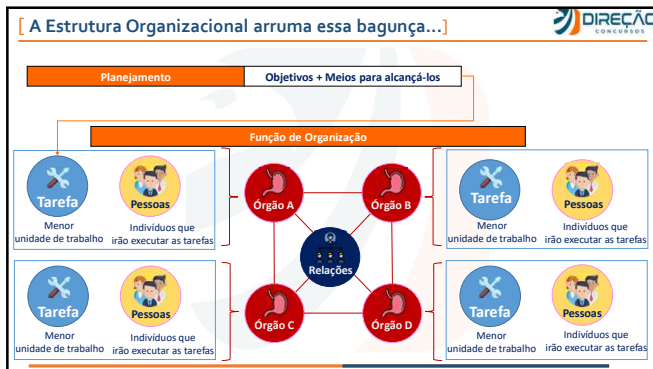 [ A Estrutura Organizacional arruma essa bagunça...]
DIREÇÃO
CONCURSOS
Planejamento
Objetivos + Meios para alcançá-los
Função de Organização
Tarefa
Menor
unidade de trabalho
Pessoas
Indivíduos que
irão executar as tarefas
Órgão A
Órgão B
Tarefa
Menor
unidade de trabalho
Pessoas
Indivíduos que
irão executar as tarefas
Relações
Tarefa
Menor
unidade de trabalho
Pessoas
Indivíduos que
irão executar as tarefas
Órgão C
Órgão D
Tarefa
Menor
unidade de trabalho
Pessoas
Indivíduos que
irão executar as tarefas